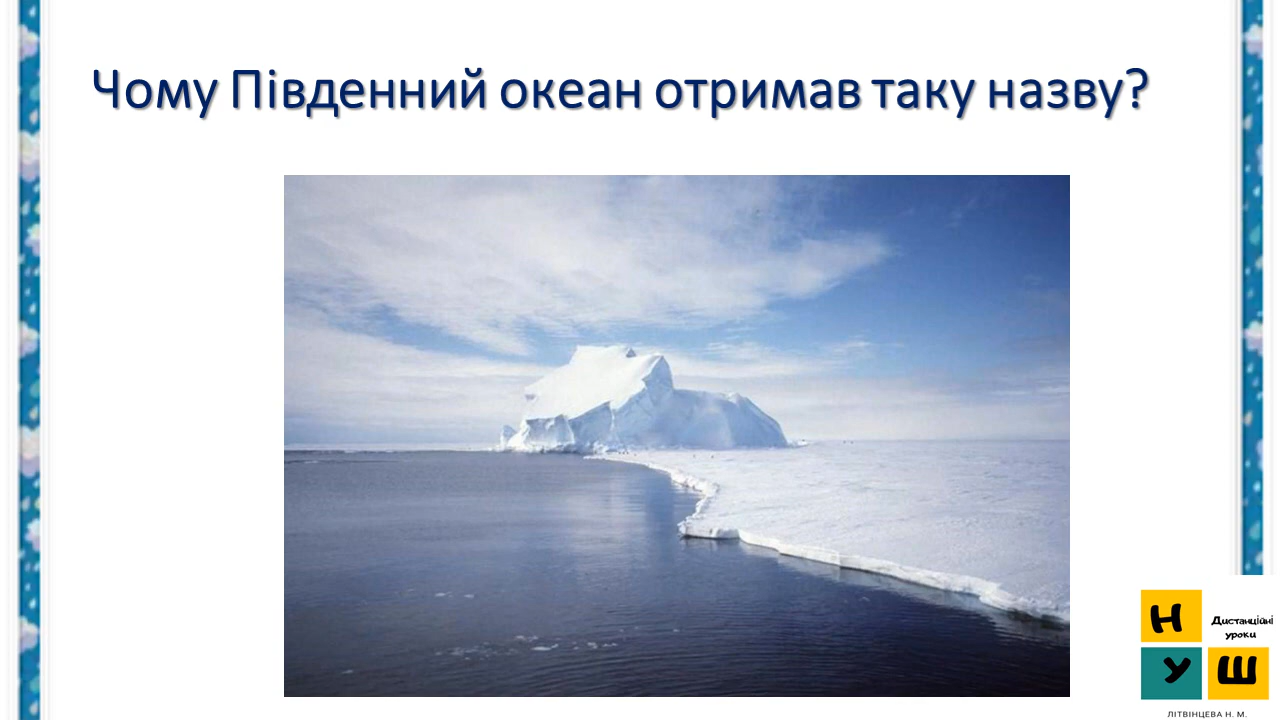 Чому Південний океан отримав таку назву?
Н
Дистанційні
уроки
У Ш
ЛІТВІНЦЕВА Н. М.